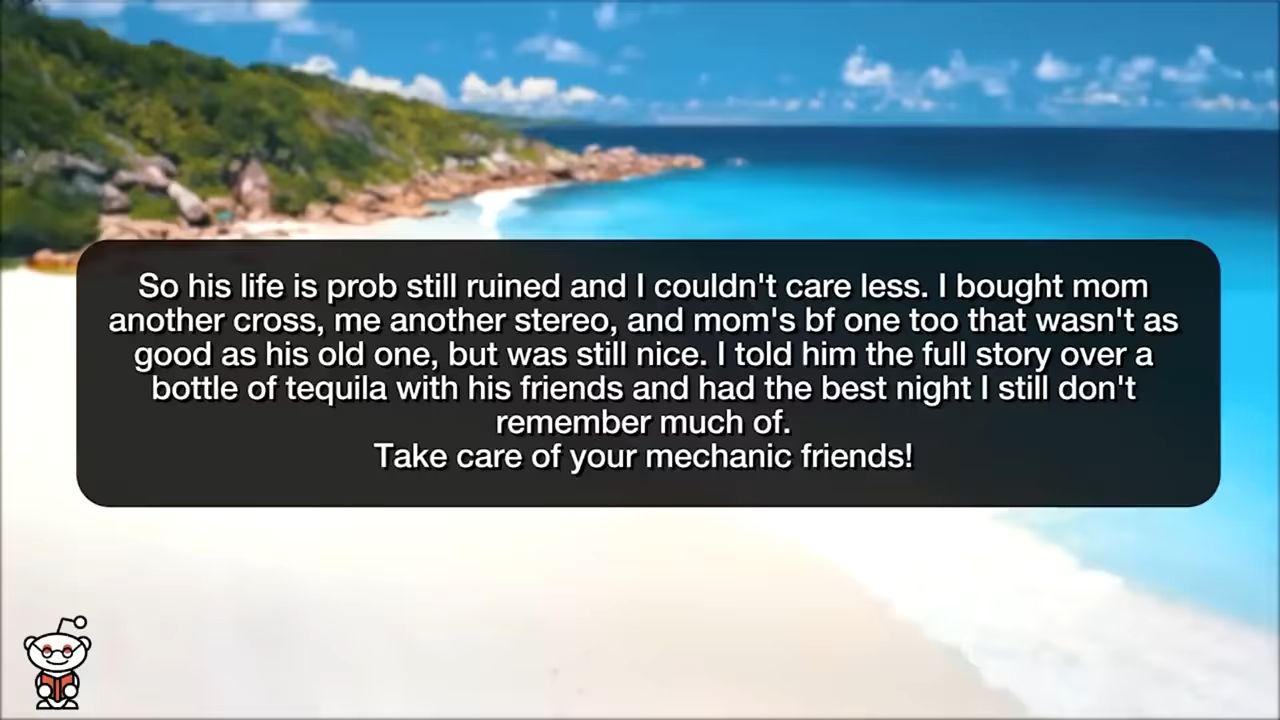 So his life is prob still ruined and I couldn't care less. I bought mom
another cross, me another stereo, and mom's bf one too that wasn't as
good as his old one, but was still nice. I told him the full story over a
bottle of tequila with his friends and had the best night I still don't
remember much of.
Take care of your mechanic friends!